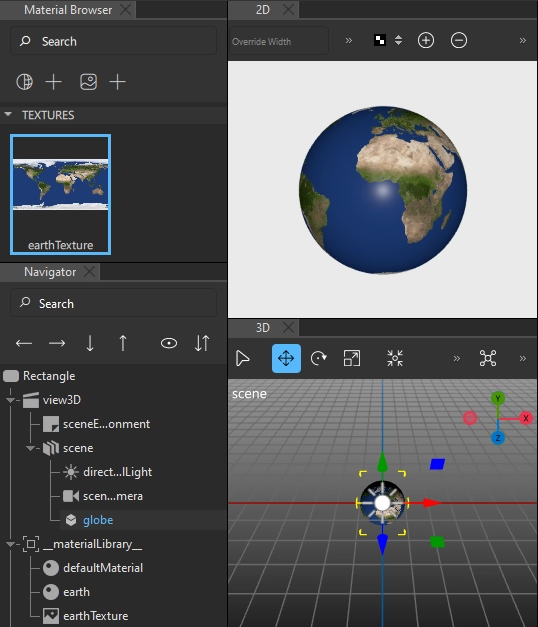 Material Browser
Search
TEXTURES
earthTexture
Navigator
Search
Rectangle
view3D
sceneE...onment
scene
direct...lLight
scen...mera
globe
__materialLibrary__
defaultMaterial
earth
earthTexture
2D
Override Width
3D
scene
Y
X
Z